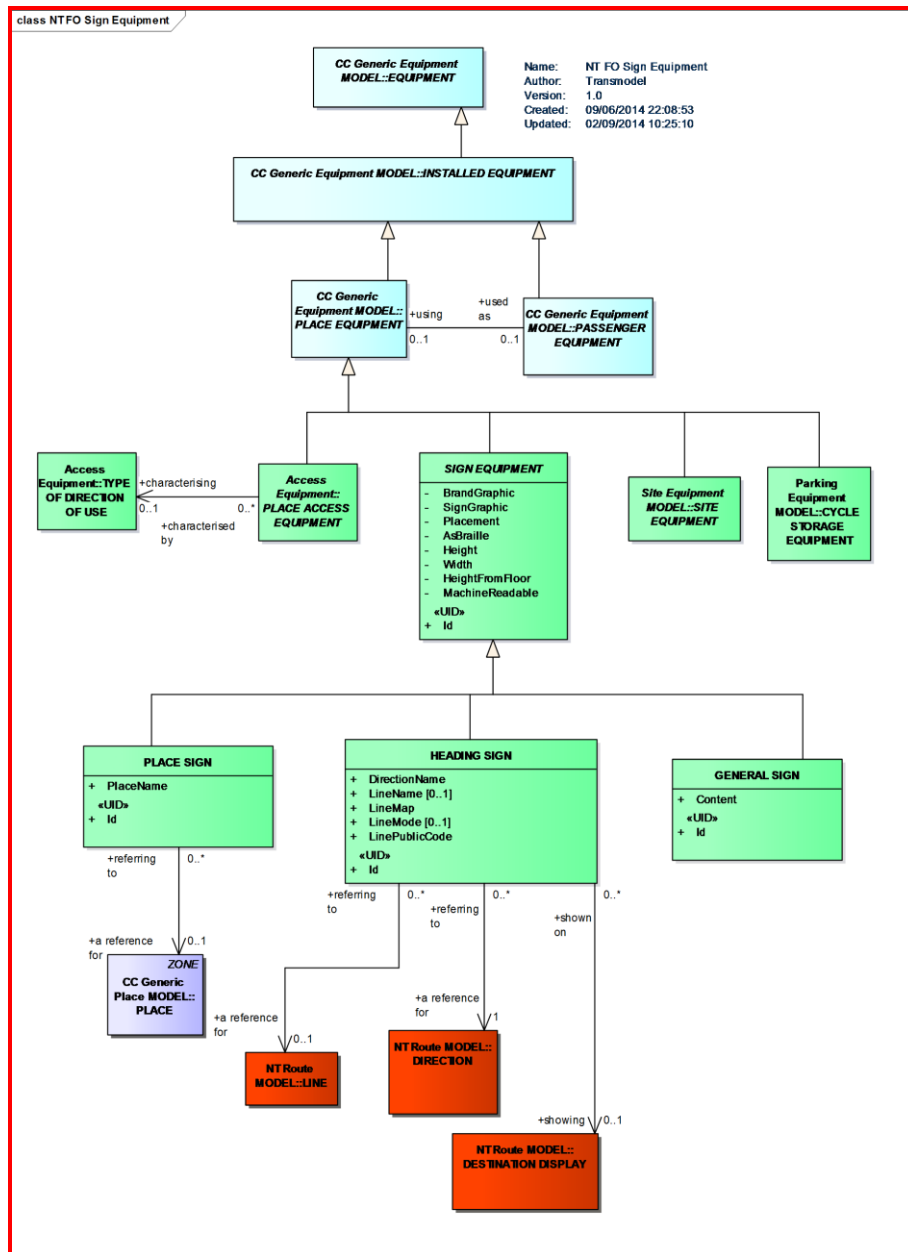 class NTFO Sign Equipment
CC Generic Equipment
MODEL::EQUIPMENT
Name: NT FO Sign Equipment
Author: Transmodel
Version: 1.0
Created: 09/06/2014 22:08:53
Updated: 02/09/2014 10:25:10
CC Generic Equipment MODEL::INSTALLED EQUIPMENT
CC Generic
Equipment MODEL::
PLACE EQUIPMENT
+using
0..1
+used
as
0..1
CC Generic Equipment
MODEL::PASSENGER
EQUIPMENT
Access
Equipment::TYPE
OF DIRECTION
OF USE
+characterising
0..1
0..*
+characterised
by
Access
Equipment::
PLACE ACCESS
EQUIPMENT
SIGN EQUIPMENT
- BrandGraphic
- SignGraphic
- Placement
- AsBraille
- Height
- Width
- HeightFromFloor
- MachineReadable
«UID»
+ Id
Site Equipment
MODEL::SITE
EQUIPMENT
Parking
Equipment
MODEL::CYCLE
STORAGE
EQUIPMENT
PLACE SIGN
+ PlaceName
«UID»
+ Id
HEADING SIGN
+ DirectionName
+ LineName [0..1]
+ LineMap
+ LineMode [0..1]
+ LinePublicCode
«UID»
+ Id
GENERAL SIGN
+ Content
«UID»
+ Id
+referring
to
0..*
+a reference
for
0..1
ZONE
CC Generic
Place MODEL::
PLACE
+referring
to
0..*
+a reference
for
0..1
NT Route
MODEL::LINE
+referring
to
0..*
+a reference
for
1
NT Route MODEL::
DIRECTION
0..*
+shown
on
+showing
0..1
NT Route MODEL::
DESTINATION DISPLAY